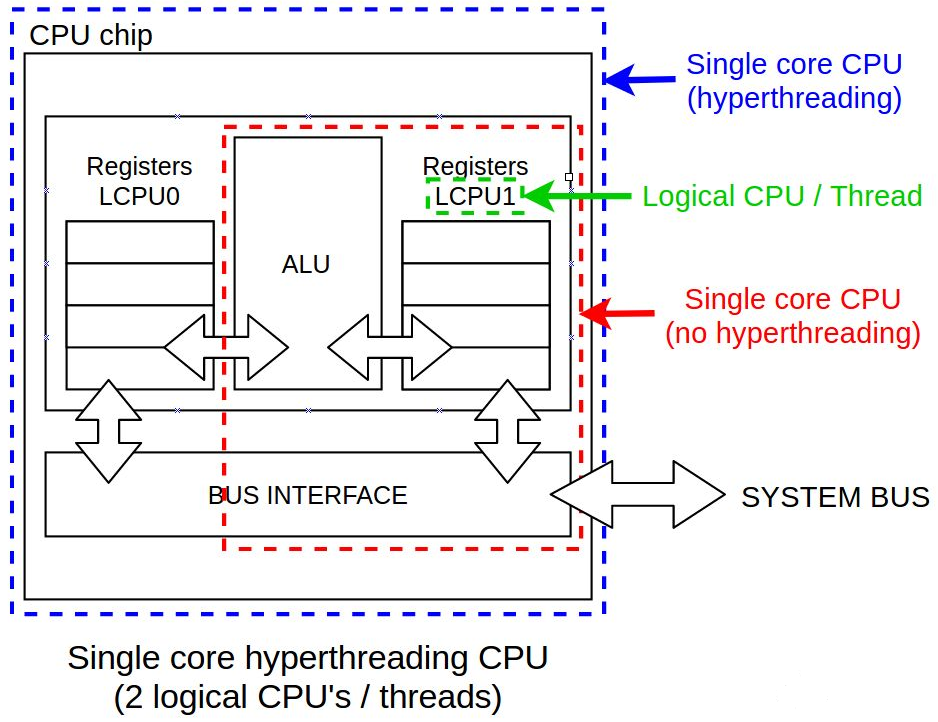 CPU chip
Single core CPU
(hyperthreading)
Registers
LCPU0
ALU
Registers
LCPU1
Logical CPU / Thread
Single core CPU
(no hyperthreading)
BUS INTERFACE
SYSTEM BUS
Single core hyperthreading CPU
(2 logical CPU's / threads)